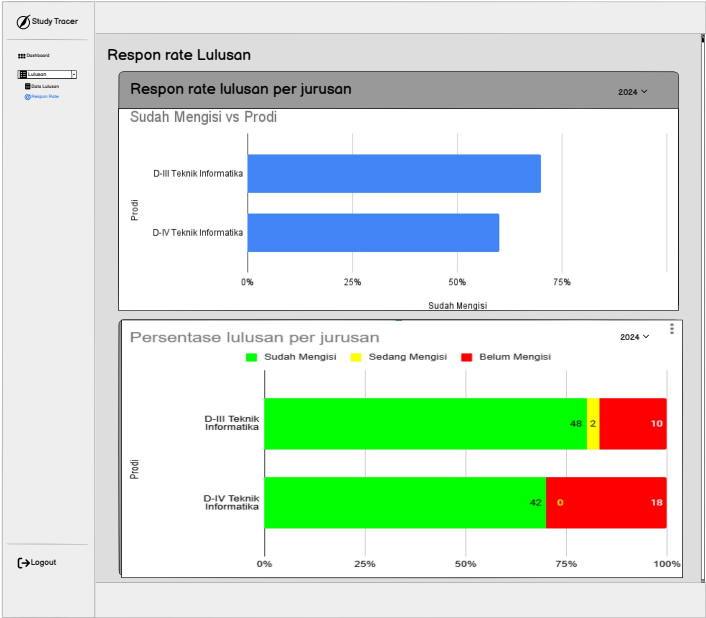 Study Tracer
Dashboard
Lulusan
Data Lulusan
Respon Rate
Logout
Respon rate Lulusan
Respon rate lulusan per jurusan
2024
Sudah Mengisi vs Prodi
Prodi
D-III Teknik Informatika
D-IV Teknik Informatika
0%
25%
50%
75%
Sudah Mengisi
Persentase lulusan per jurusan
2024
Sudah Mengisi
Sedang Mengisi
Belum Mengisi
Prodi
D-III Teknik
Informatika
48
2
10
D-IV Teknik
Informatika
42
0
18
0%
25%
50%
75%
100%